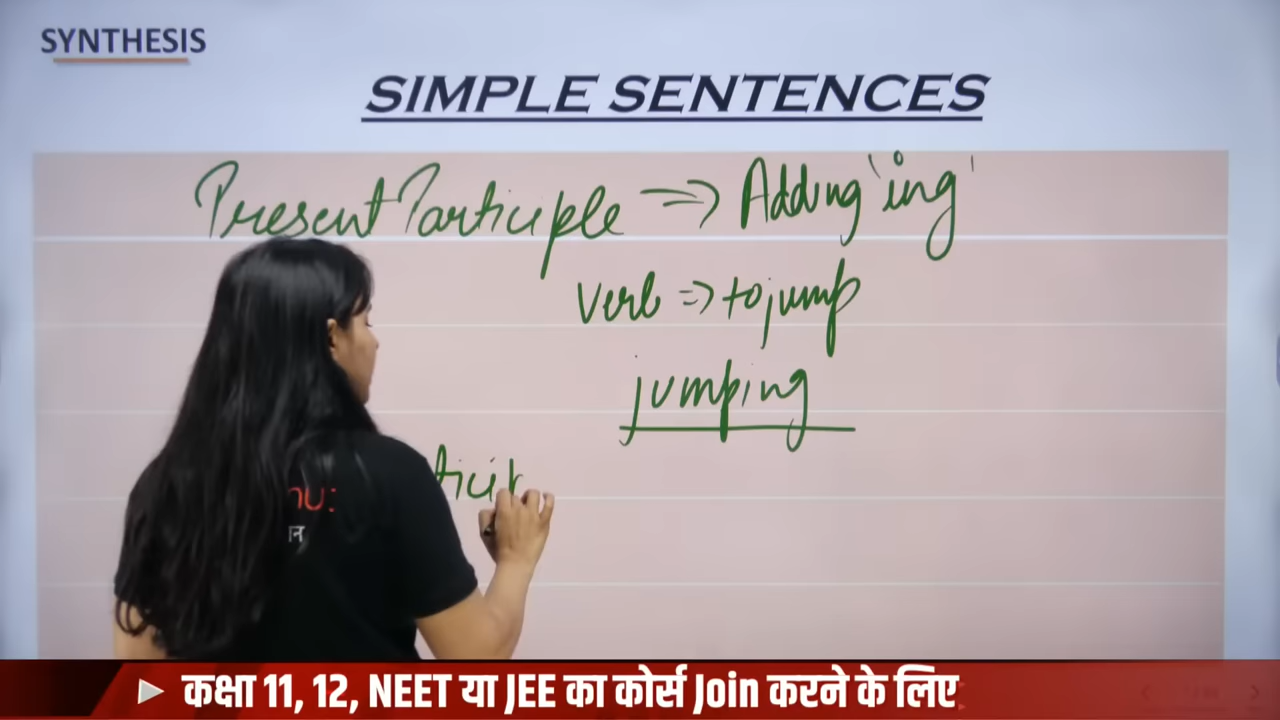 SYNTHESIS
SIMPLE SENTENCES
Present Participle => Adding 'ing'
verb => to jump
jumping
कक्षा 11, 12, NEET या JEE का कोर्स Join करने के लिए